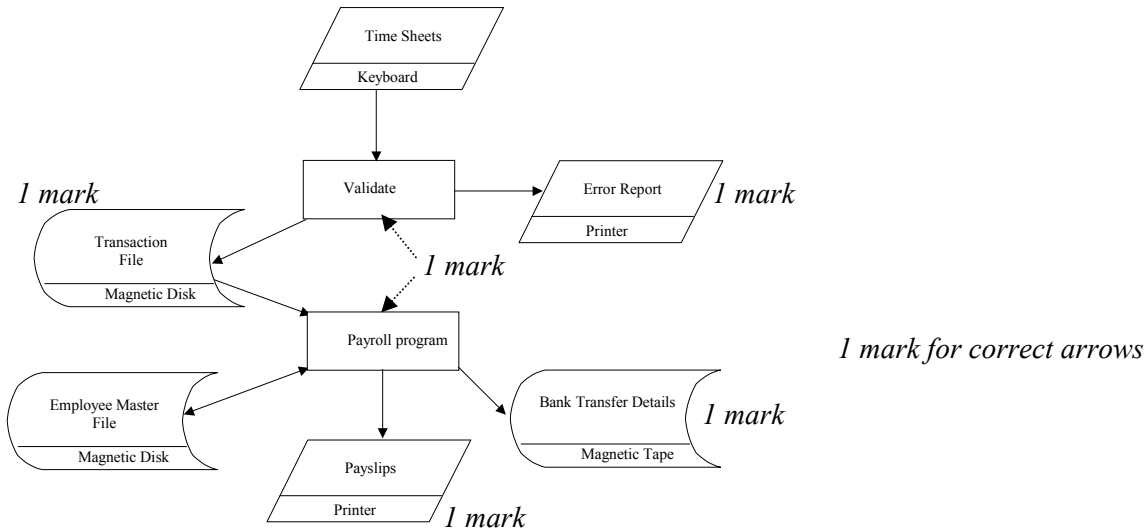 Time Sheets
Keyboard
Validate
Error Report
Printer
1 mark
1 mark
Transaction
File
Magnetic Disk
1 mark
Payroll program
1 mark for correct arrows
Employee Master
File
Magnetic Disk
Bank Transfer Details
Magnetic Tape
1 mark
Payslips
Printer
1 mark